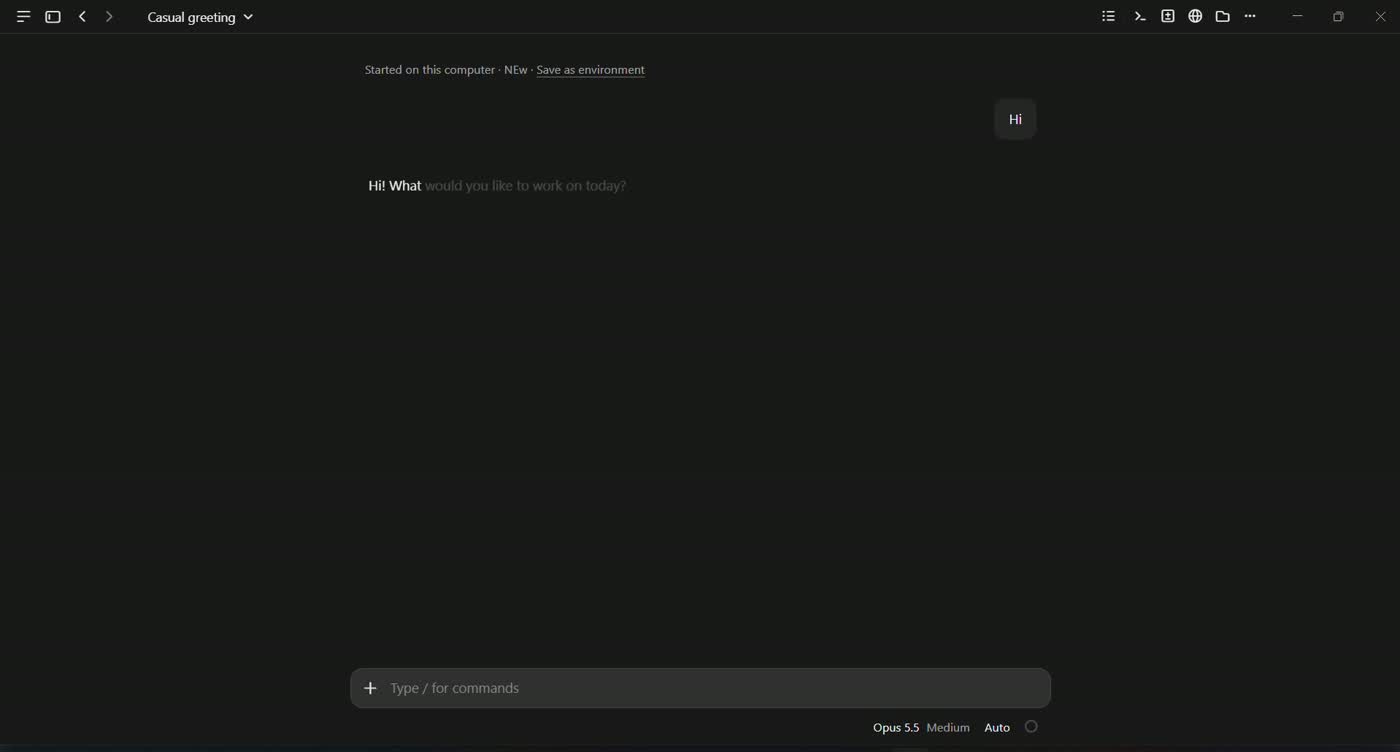 Casual greeting
Started on this computer · NEw · Save as environment
Hi
Hi! What would you like to work on today?
Type / for commands
Opus 5.5 Medium Auto